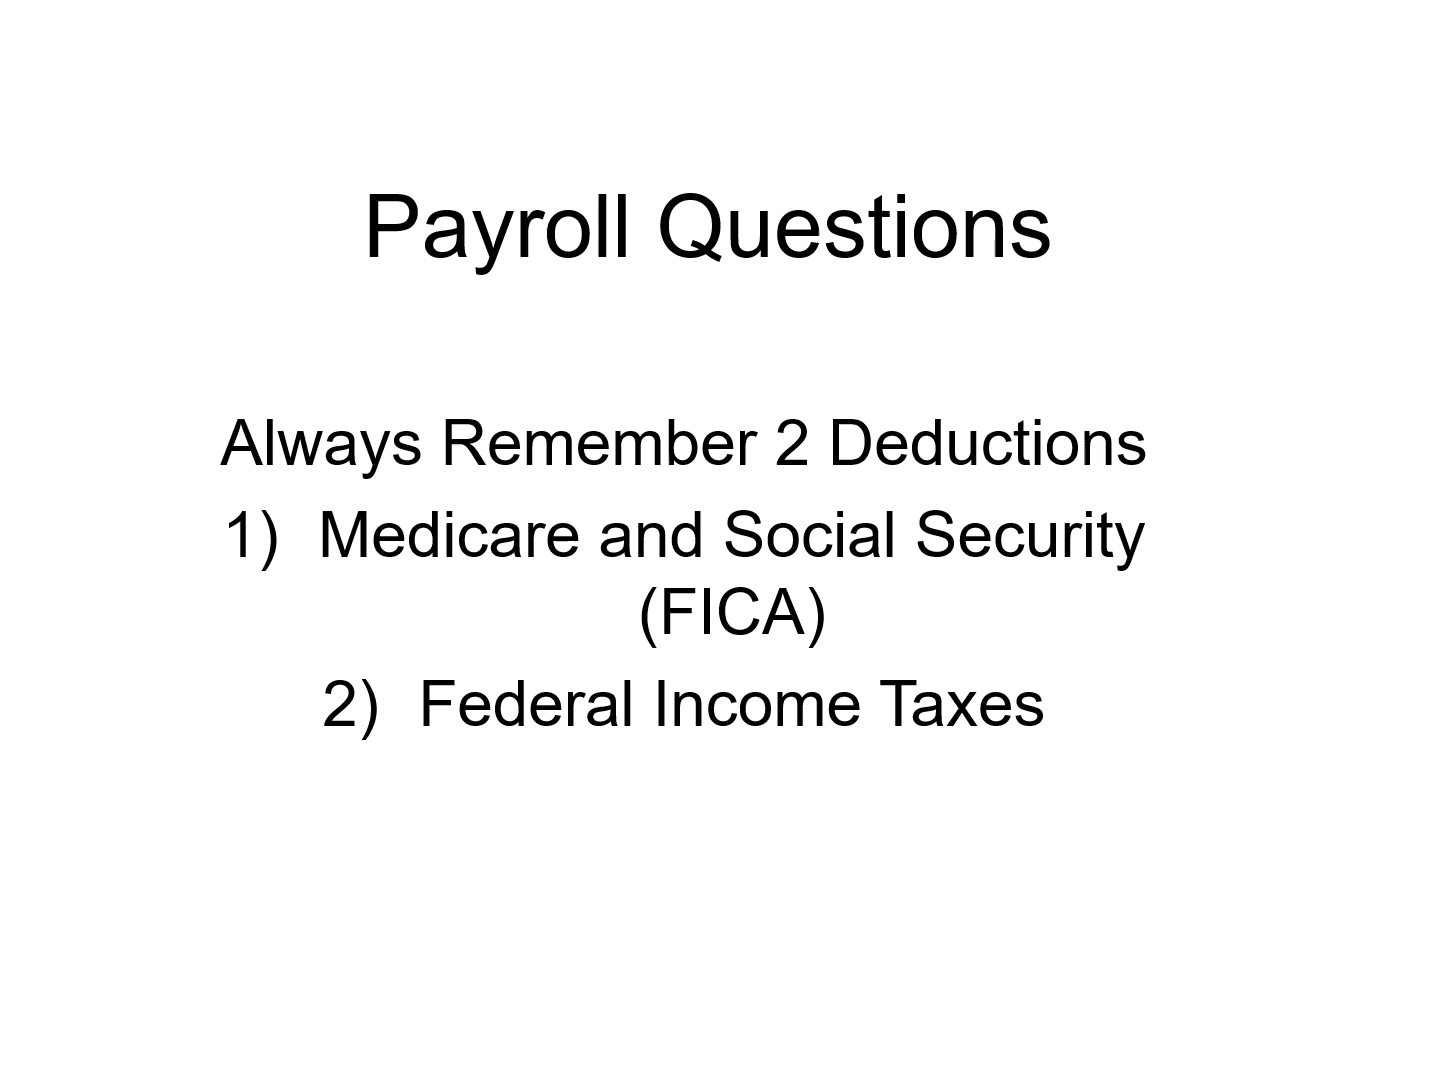 Payroll Questions
Always Remember 2 Deductions
1) Medicare and Social Security
(FICA)
2) Federal Income Taxes